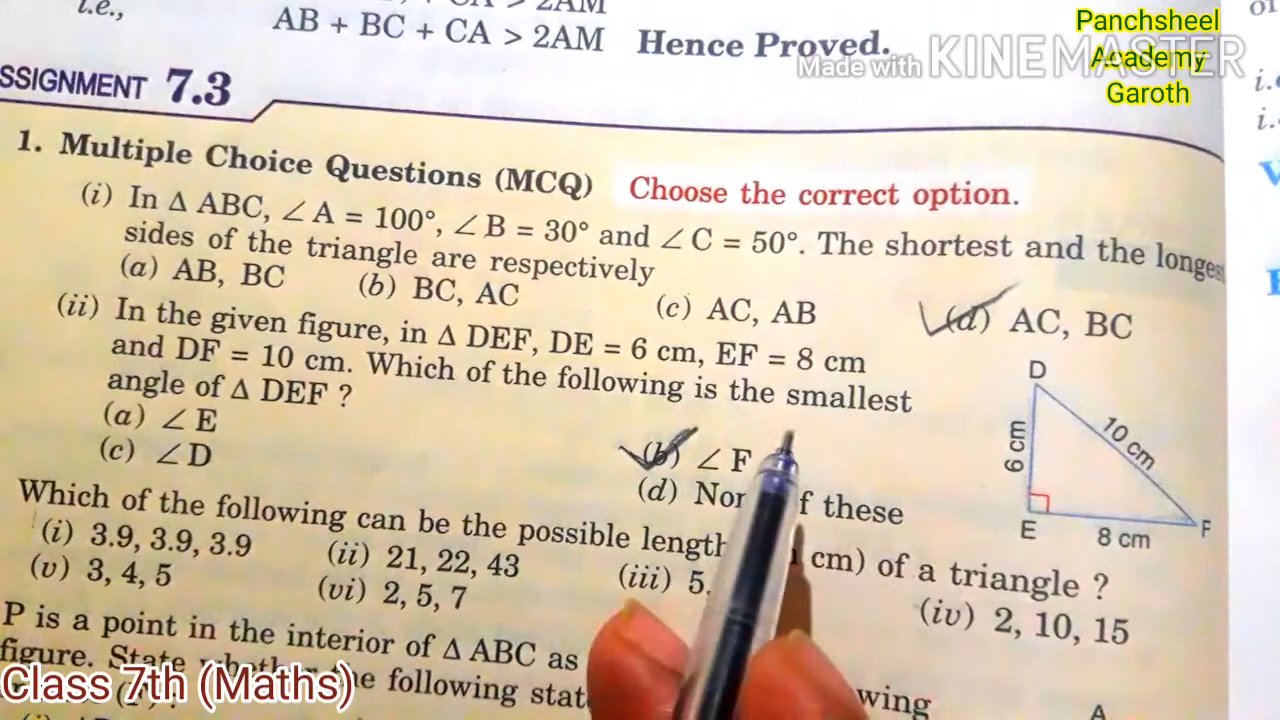 i.e.,
AB + BC + CA > 2AM Hence Proved.
Panchsheel
Academy
Garoth
Made with KINEMASTER
SSIGNMENT 7.3
1. Multiple Choice Questions (MCQ) Choose the correct option.
(i) In Δ ABC, ∠A = 100°, ∠B = 30° and ∠C = 50°. The shortest and the longes
sides of the triangle are respectively
(a) AB, BC (b) BC, AC (c) AC, AB (d) AC, BC
(ii) In the given figure, in Δ DEF, DE = 6 cm, EF = 8 cm
and DF = 10 cm. Which of the following is the smallest
angle of Δ DEF ?
(a) ∠E (b) ∠F
(c) ∠D (d) Nor f these
D
6 cm
10 cm
E
8 cm
F
Which of the following can be the possible length cm) of a triangle ?
(i) 3.9, 3.9, 3.9 (ii) 21, 22, 43 (iii) 5, (iv) 2, 10, 15
(v) 3, 4, 5 (vi) 2, 5, 7
P is a point in the interior of Δ ABC as
figure. State the following stat wing
A
Class 7th (Maths)